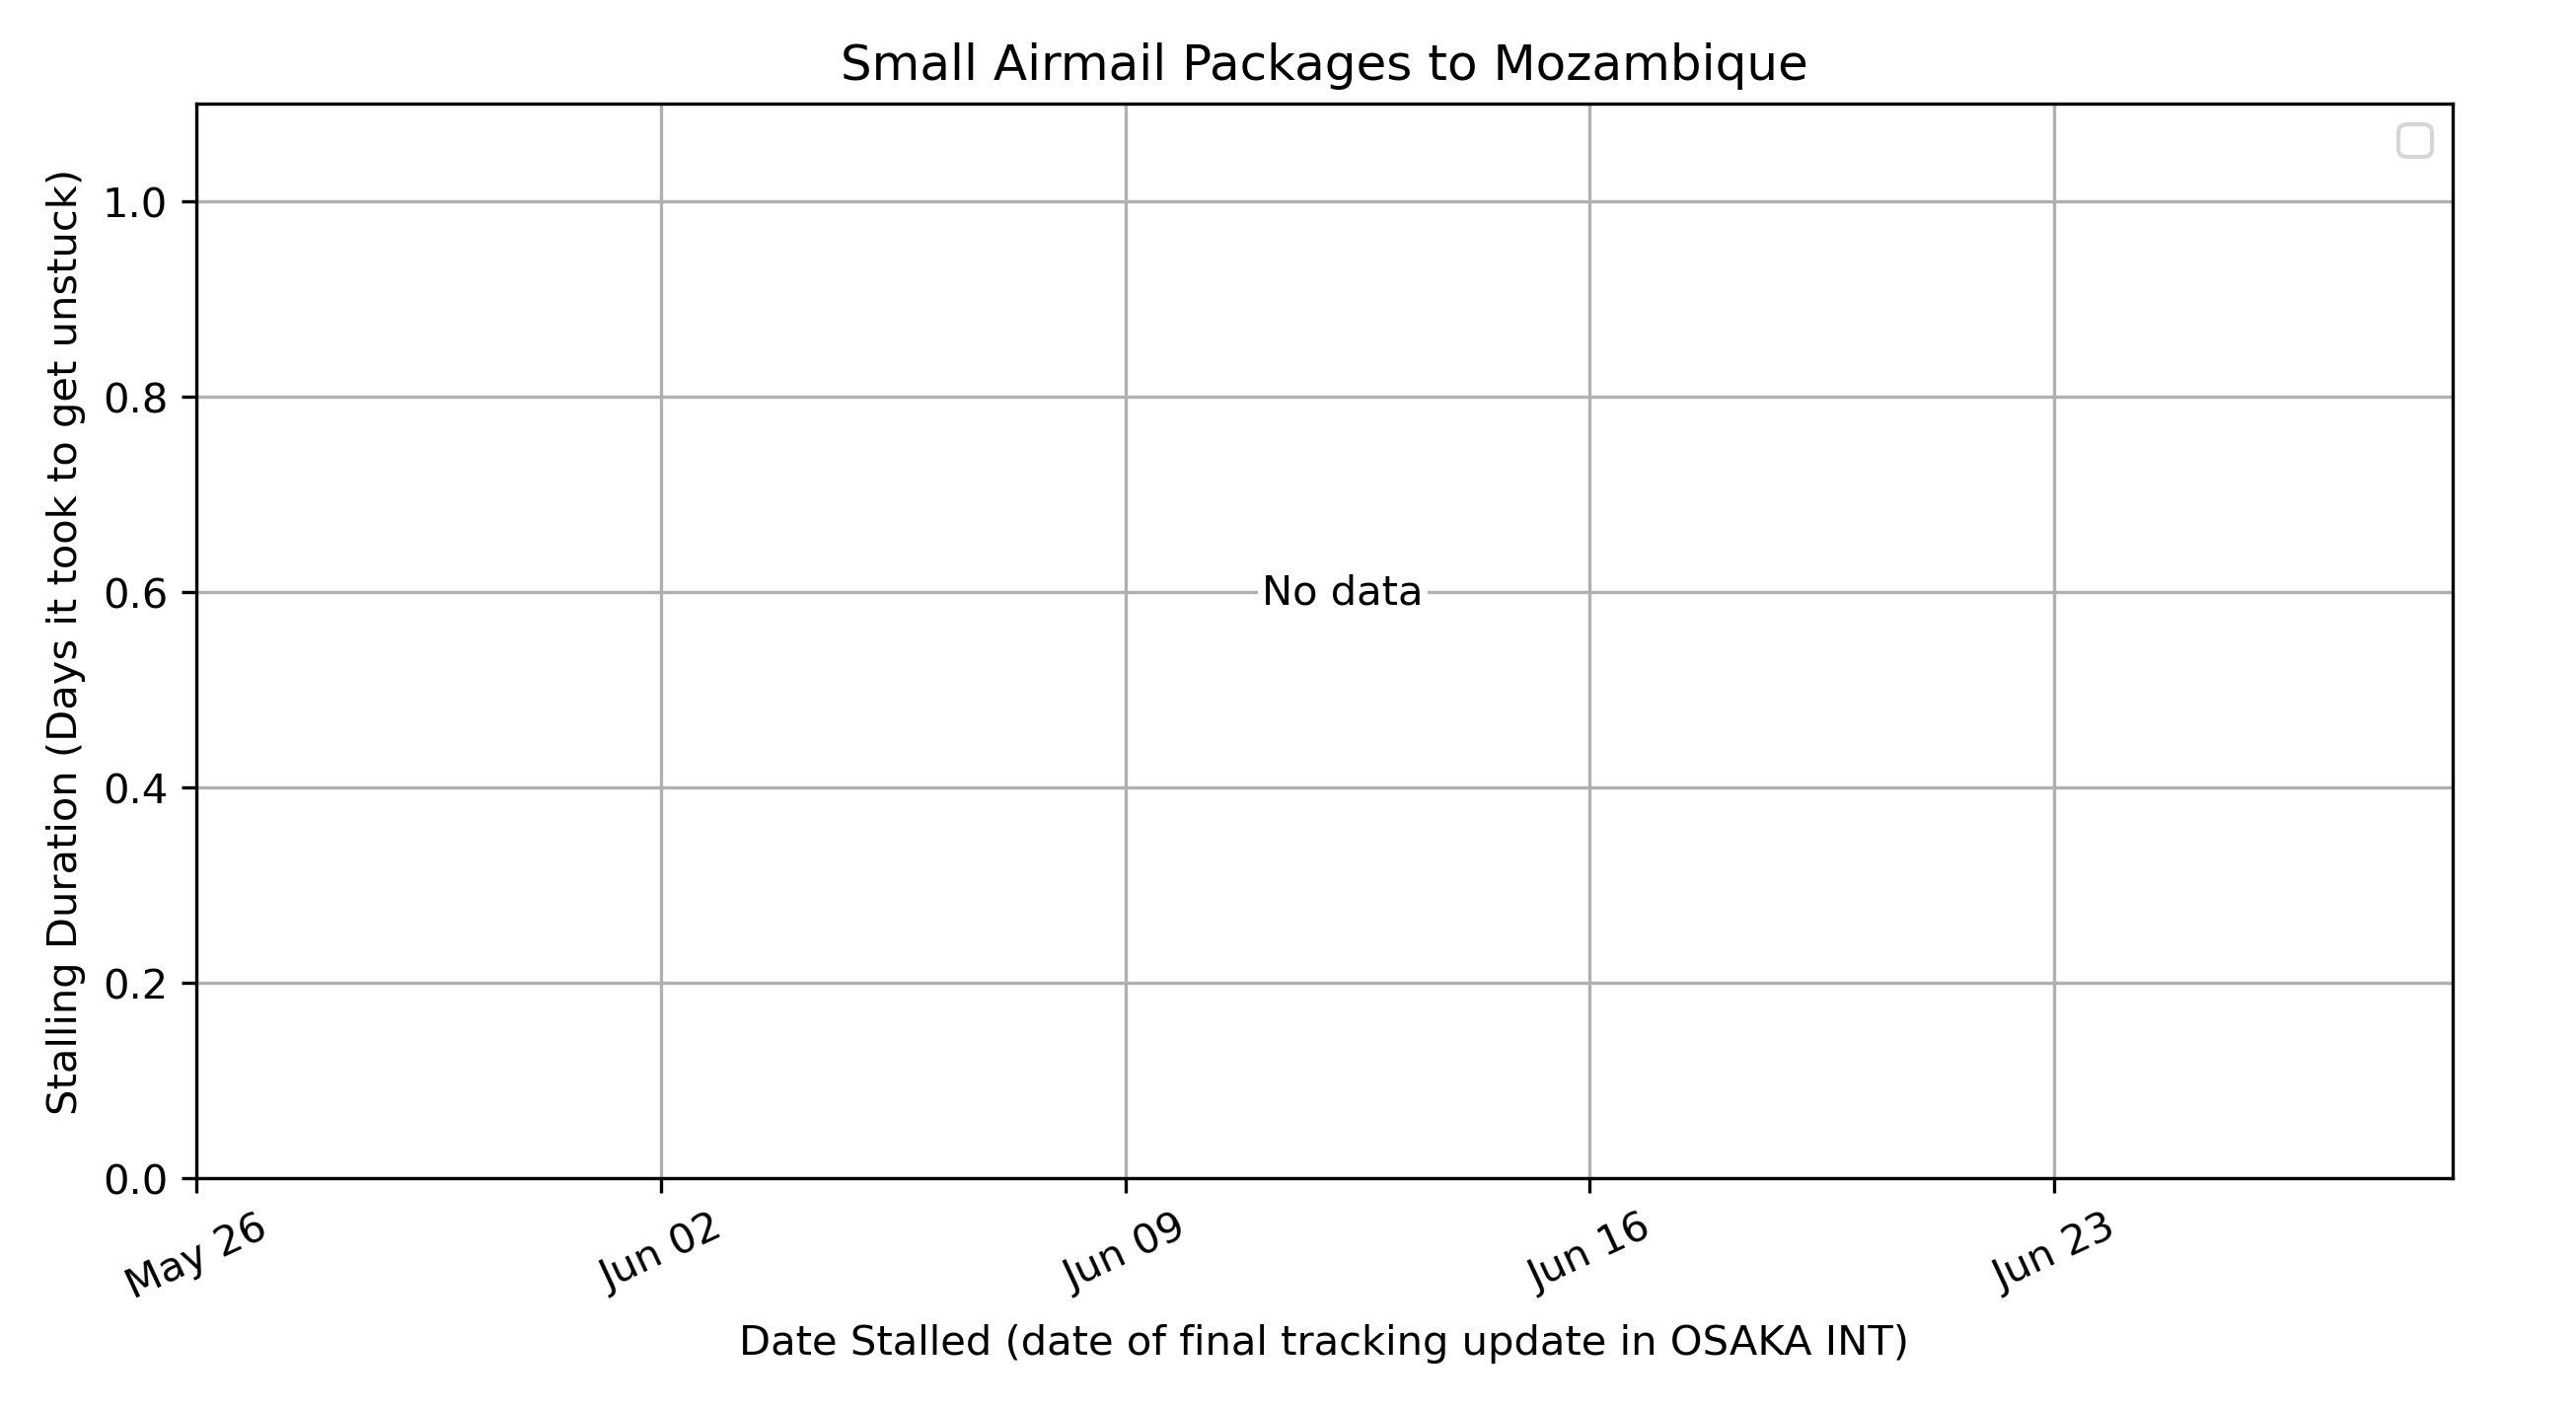 Small Airmail Packages to Mozambique
Stalling Duration (Days it took to get unstuck)
1.0
0.8
0.6
0.4
0.2
0.0
No data
May 26
Jun 02
Jun 09
Jun 16
Jun 23
Date Stalled (date of final tracking update in OSAKA INT)